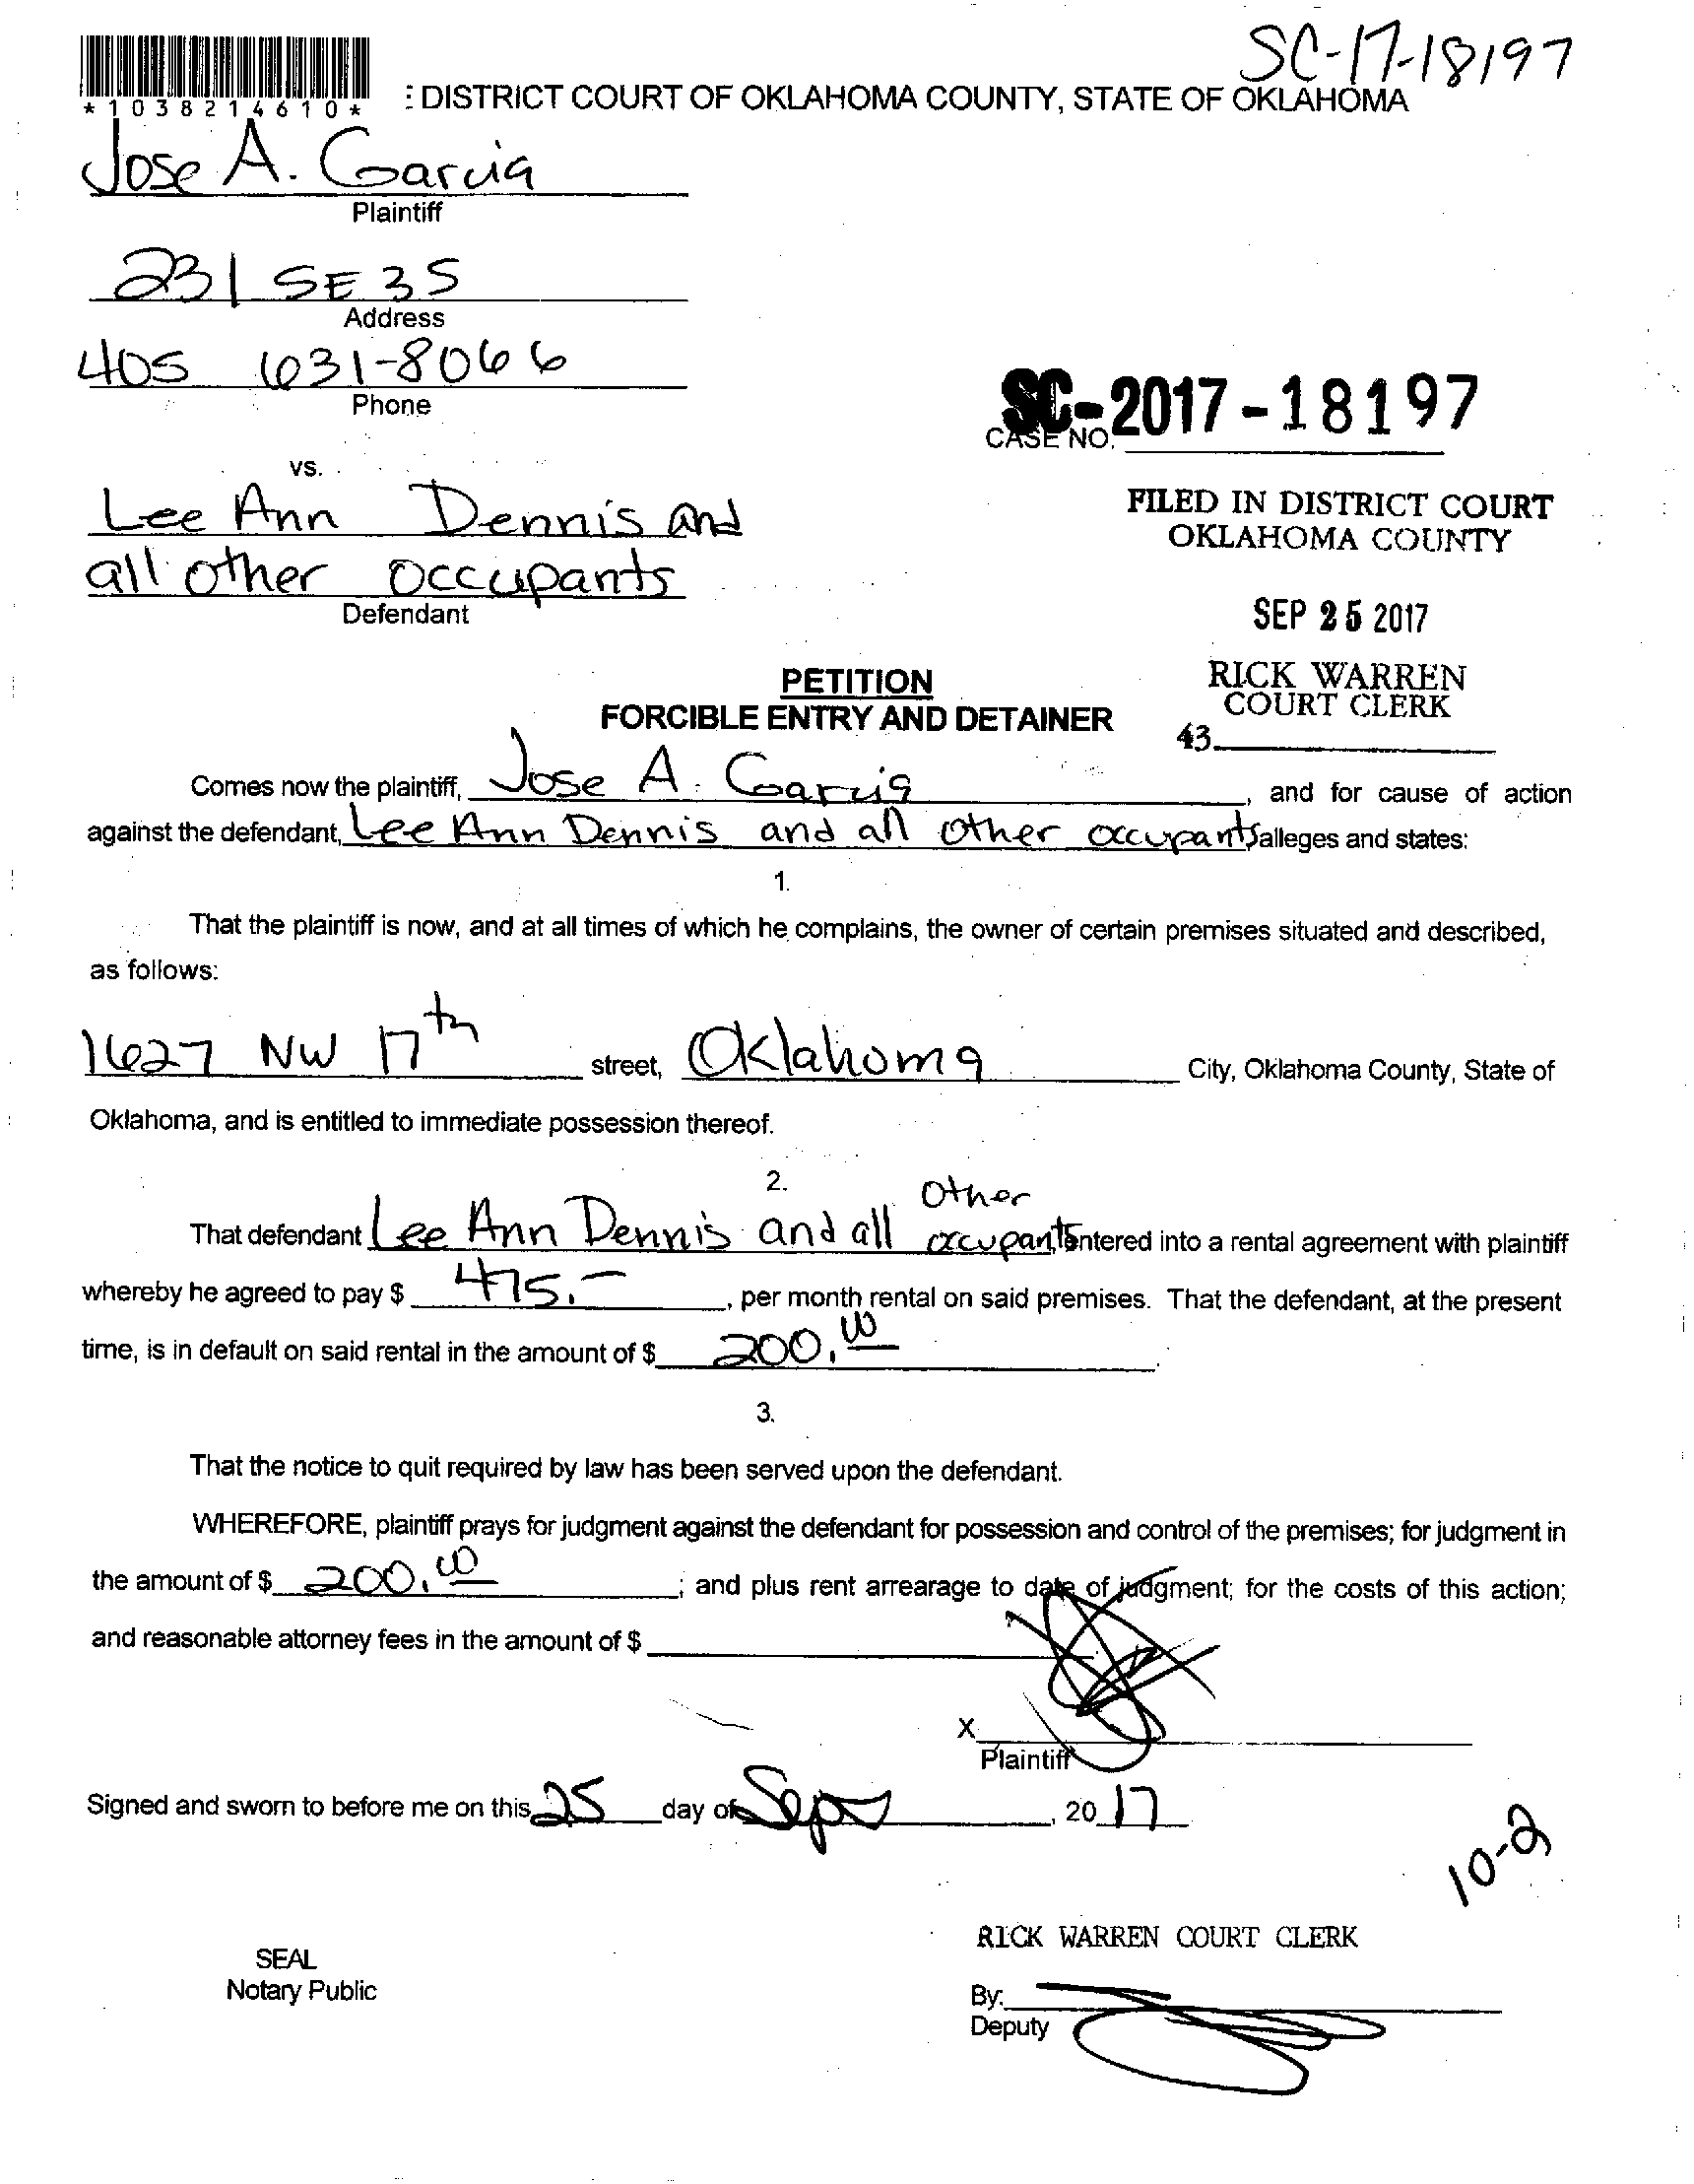 SC-17-18197
*1038214610*
: DISTRICT COURT OF OKLAHOMA COUNTY, STATE OF OKLAHOMA
Jose A. Garcia
Plaintiff
231 SE 35
Address
405 631-8066
Phone
SC-2017-18197
CASE NO.
vs.
Lee Ann Dennis and
all other occupants
Defendant
FILED IN DISTRICT COURT
OKLAHOMA COUNTY
SEP 25 2017
RICK WARREN
COURT CLERK
43
PETITION
FORCIBLE ENTRY AND DETAINER
Comes now the plaintiff, Jose A. Garcia, and for cause of action
against the defendant, Lee Ann Dennis and all other occupants alleges and states:
1.
That the plaintiff is now, and at all times of which he complains, the owner of certain premises situated and described,
as follows:
1627 NW 17th street, Oklahoma City, Oklahoma County, State of
Oklahoma, and is entitled to immediate possession thereof.
2.
That defendant Lee Ann Dennis and all other occupants entered into a rental agreement with plaintiff
whereby he agreed to pay $ 475.-, per month rental on said premises. That the defendant, at the present
time, is in default on said rental in the amount of $ 200.00.
3.
That the notice to quit required by law has been served upon the defendant.
WHEREFORE, plaintiff prays for judgment against the defendant for possession and control of the premises; for judgment in
the amount of $ 200.00; and plus rent arrearage to date of judgment; for the costs of this action;
and reasonable attorney fees in the amount of $
X
Plaintiff
Signed and sworn to before me on this 25 day of Sept, 20 17
10-2
RICK WARREN COURT CLERK
SEAL
Notary Public
By:
Deputy